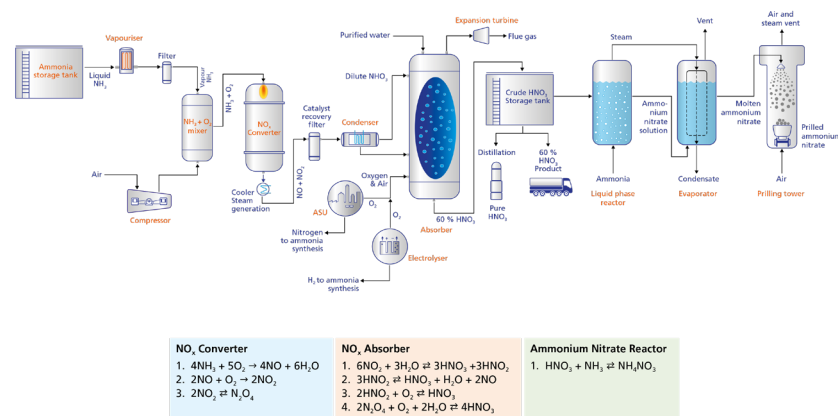 Ammonia
storage tank
Vapouriser
Liquid
NH₃
Filter
Vapour
NH₃
NH₃ + O₂
mixer
Air
Compressor
NH₃ + O₂
NOₓ
Converter
Cooler
Steam
generation
NO + NO₂
Catalyst
recovery
filter
Condenser
Purified water
Dilute NHO₃
Oxygen
& Air
ASU
O₂
O₂
Nitrogen
to ammonia
synthesis
Electrolyser
H₂ to ammonia
synthesis
Expansion turbine
Flue gas
60 % HNO₃
Absorber
Crude HNO₃
Storage tank
Distillation
Pure
HNO₃
60 %
HNO₃
Product
Steam
Ammonia
Liquid phase
reactor
Ammo-
nium
nitrate
solution
Vent
Condensate
Evaporator
Molten
ammonium
nitrate
Air and
steam vent
Prilled
ammonium
nitrate
Air
Prilling tower
NOₓ Converter
1. 4NH₃ + 5O₂ → 4NO + 6H₂O
2. 2NO + O₂ → 2NO₂
3. 2NO₂ ⇄ N₂O₄
NOₓ Absorber
1. 6NO₂ + 3H₂O ⇄ 3HNO₃ +3HNO₂
2. 3HNO₂ ⇄ HNO₃ + H₂O + 2NO
3. 2HNO₂ + O₂ ⇄ HNO₃
4. 2N₂O₄ + O₂ + 2H₂O ⇄ 4HNO₃
Ammonium Nitrate Reactor
1. HNO₃ + NH₃ ⇄ NH₄NO₃